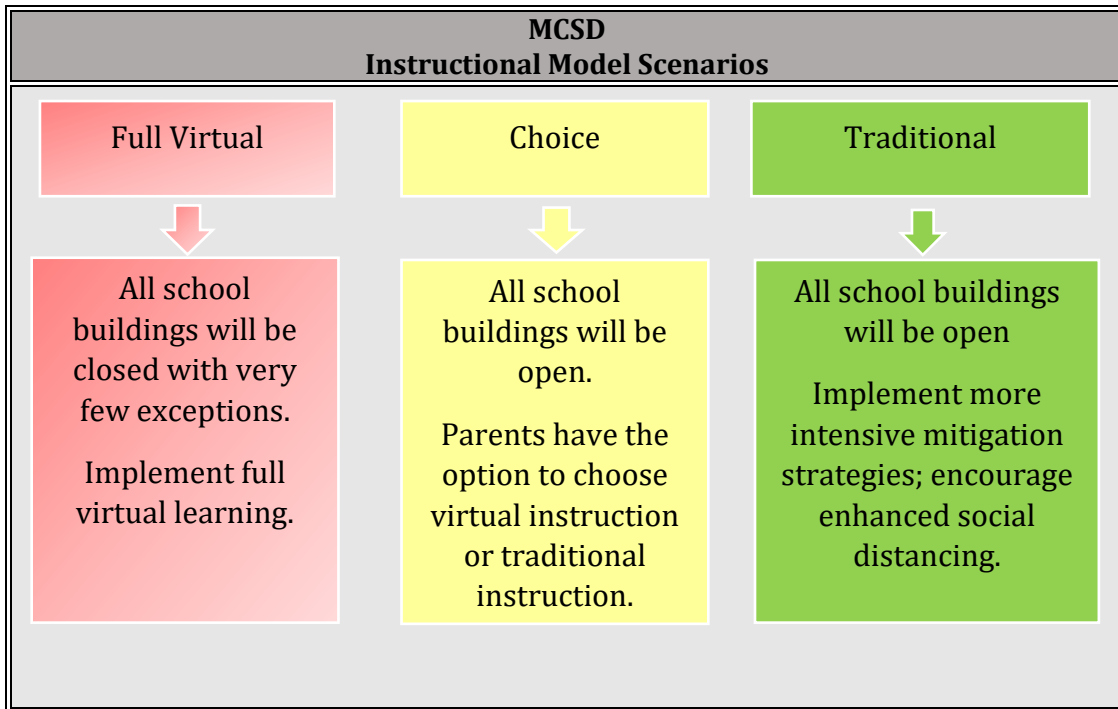 MCSD
Instructional Model Scenarios
Full Virtual
Choice
Traditional
All school
buildings will be
closed with very
few exceptions.
Implement full
virtual learning.
All school
buildings will be
open.
Parents have the
option to choose
virtual instruction
or traditional
instruction.
All school buildings
will be open
Implement more
intensive mitigation
strategies; encourage
enhanced social
distancing.